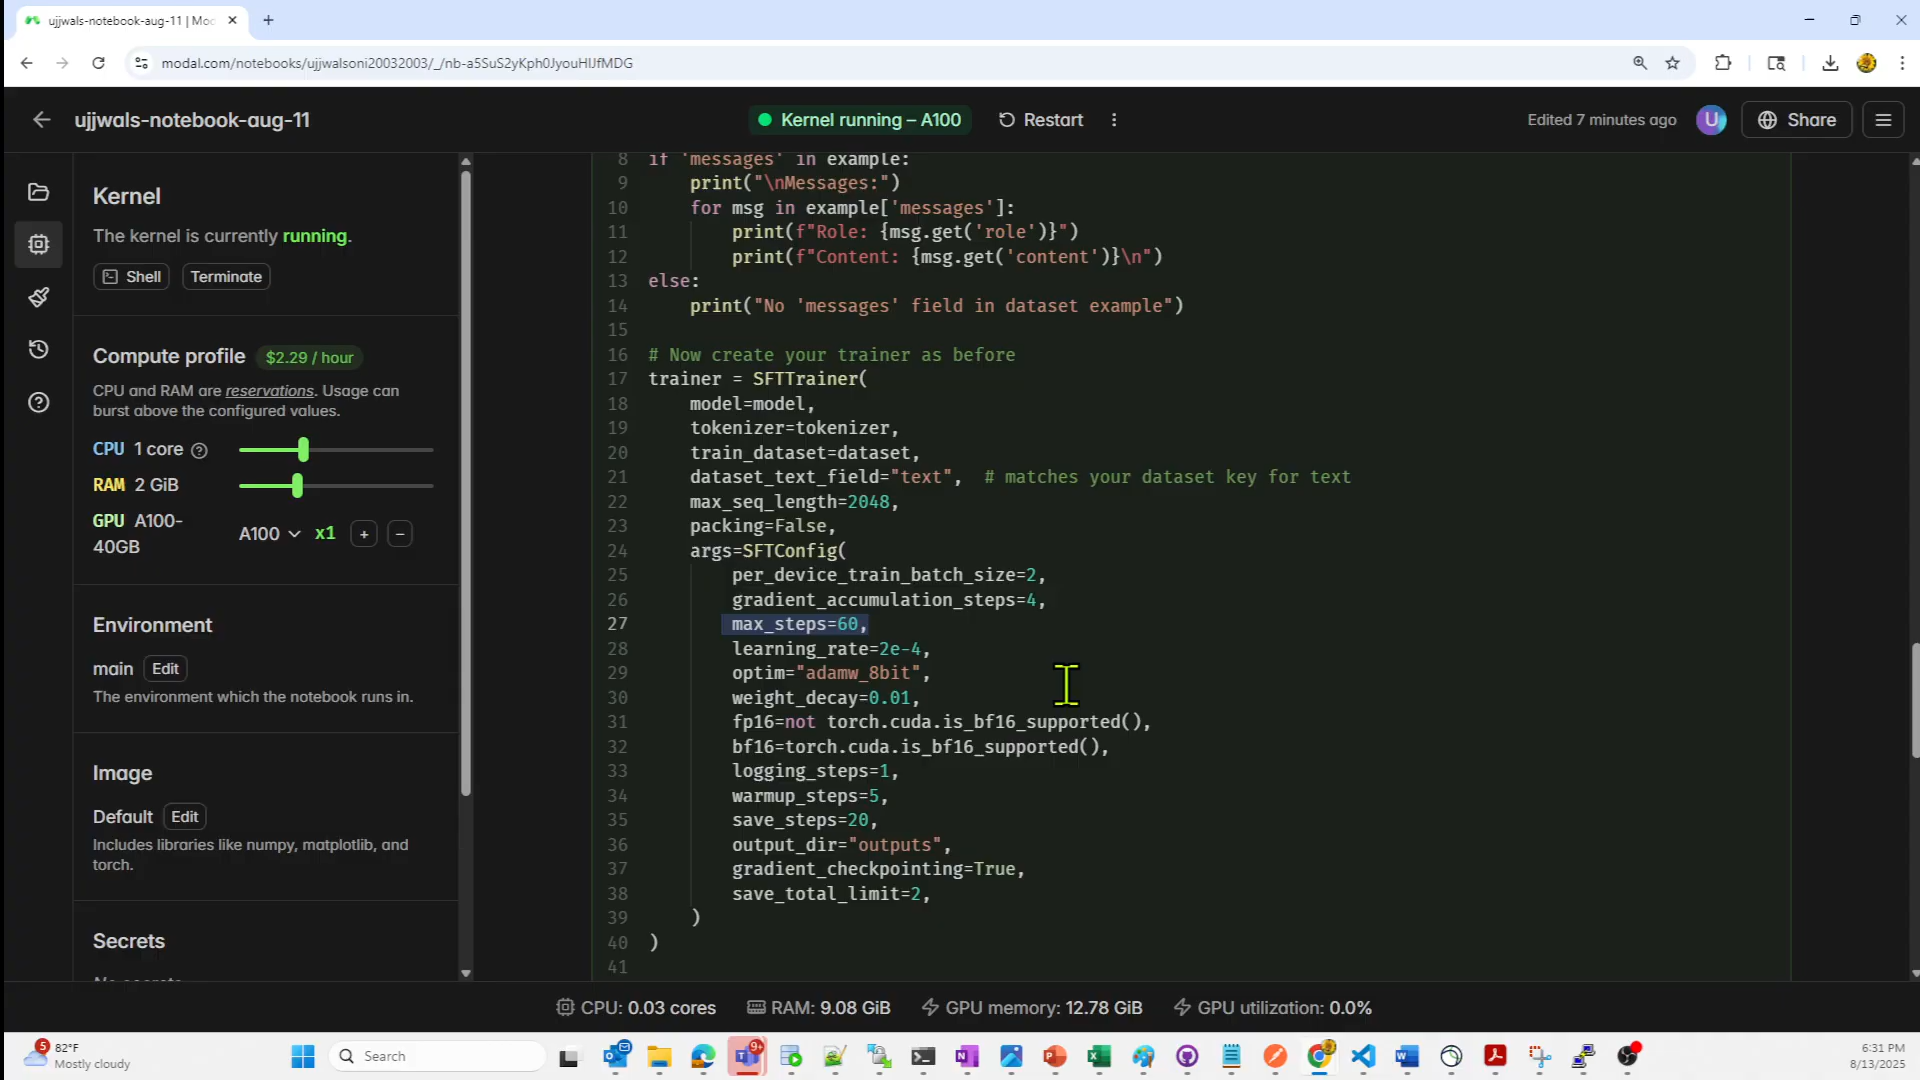 ujjwals-notebook-aug-11 | Moc
modal.com/notebooks/ujjwalsoni20032003/_/nb-a5SuS2yKph0JyouHIJfMDG
ujjwals-notebook-aug-11
Kernel running – A100
Restart
Edited 7 minutes ago
U
Share
Kernel
The kernel is currently running.
Shell
Terminate
Compute profile $2.29 / hour
CPU and RAM are reservations. Usage can
burst above the configured values.
CPU 1 core
RAM 2 GiB
GPU A100-
40GB
A100 x1 + −
Environment
main Edit
The environment which the notebook runs in.
Image
Default Edit
Includes libraries like numpy, matplotlib, and
torch.
Secrets
8 if 'messages' in example:
9 print("\nMessages:")
10 for msg in example['messages']:
11 print(f"Role: {msg.get('role')}")
12 print(f"Content: {msg.get('content')}\n")
13 else:
14 print("No 'messages' field in dataset example")
15
16 # Now create your trainer as before
17 trainer = SFTTrainer(
18 model=model,
19 tokenizer=tokenizer,
20 train_dataset=dataset,
21 dataset_text_field="text", # matches your dataset key for text
22 max_seq_length=2048,
23 packing=False,
24 args=SFTConfig(
25 per_device_train_batch_size=2,
26 gradient_accumulation_steps=4,
27 max_steps=60,
28 learning_rate=2e-4,
29 optim="adamw_8bit",
30 weight_decay=0.01,
31 fp16=not torch.cuda.is_bf16_supported(),
32 bf16=torch.cuda.is_bf16_supported(),
33 logging_steps=1,
34 warmup_steps=5,
35 save_steps=20,
36 output_dir="outputs",
37 gradient_checkpointing=True,
38 save_total_limit=2,
39 )
40 )
41
CPU: 0.03 cores RAM: 9.08 GiB GPU memory: 12.78 GiB GPU utilization: 0.0%
5
82°F
Mostly cloudy
Search
9+
6:31 PM
8/13/2025